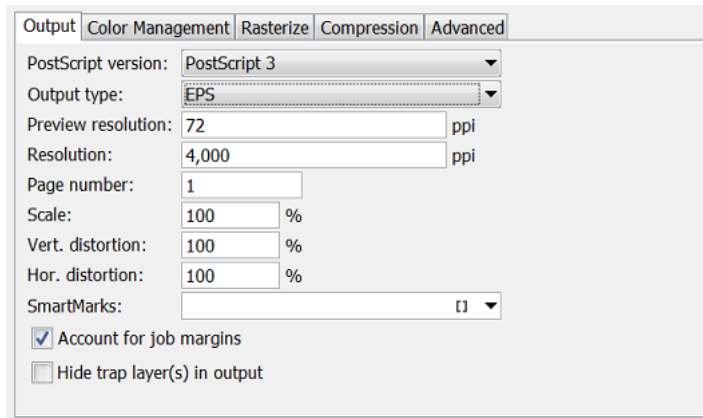 Output Color Management Rasterize Compression Advanced
PostScript version: PostScript 3
Output type: EPS
Preview resolution: 72 ppi
Resolution: 4,000 ppi
Page number: 1
Scale: 100 %
Vert. distortion: 100 %
Hor. distortion: 100 %
SmartMarks: []
Account for job margins
Hide trap layer(s) in output